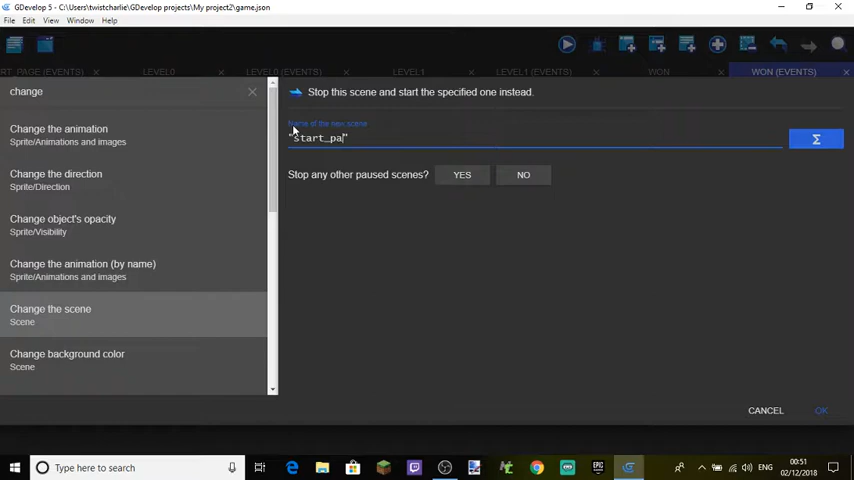 GDevelop 5 - C:\Users\twistcharlie\GDevelop projects\My project2\game.json
File Edit View Window Help
RT_PAGE (EVENTS) × LEVEL0 × LEVEL0 (EVENTS) × LEVEL1 × LEVEL1 (EVENTS) × WON × WON (EVENTS) ×
change
Stop this scene and start the specified one instead.
Name of the new scene
"start_pa"
Σ
Change the animation
Sprite/Animations and images
Stop any other paused scenes? YES NO
Change the direction
Sprite/Direction
Change object's opacity
Sprite/Visibility
Change the animation (by name)
Sprite/Animations and images
Change the scene
Scene
Change background color
Scene
CANCEL OK
Type here to search
ENG
00:51
02/12/2018